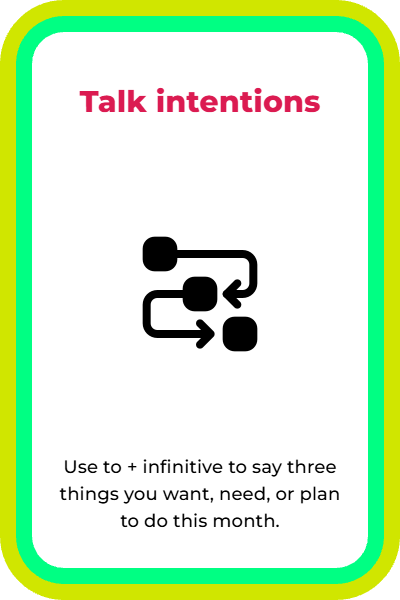 Talk intentions
Use to + infinitive to say three
things you want, need, or plan
to do this month.